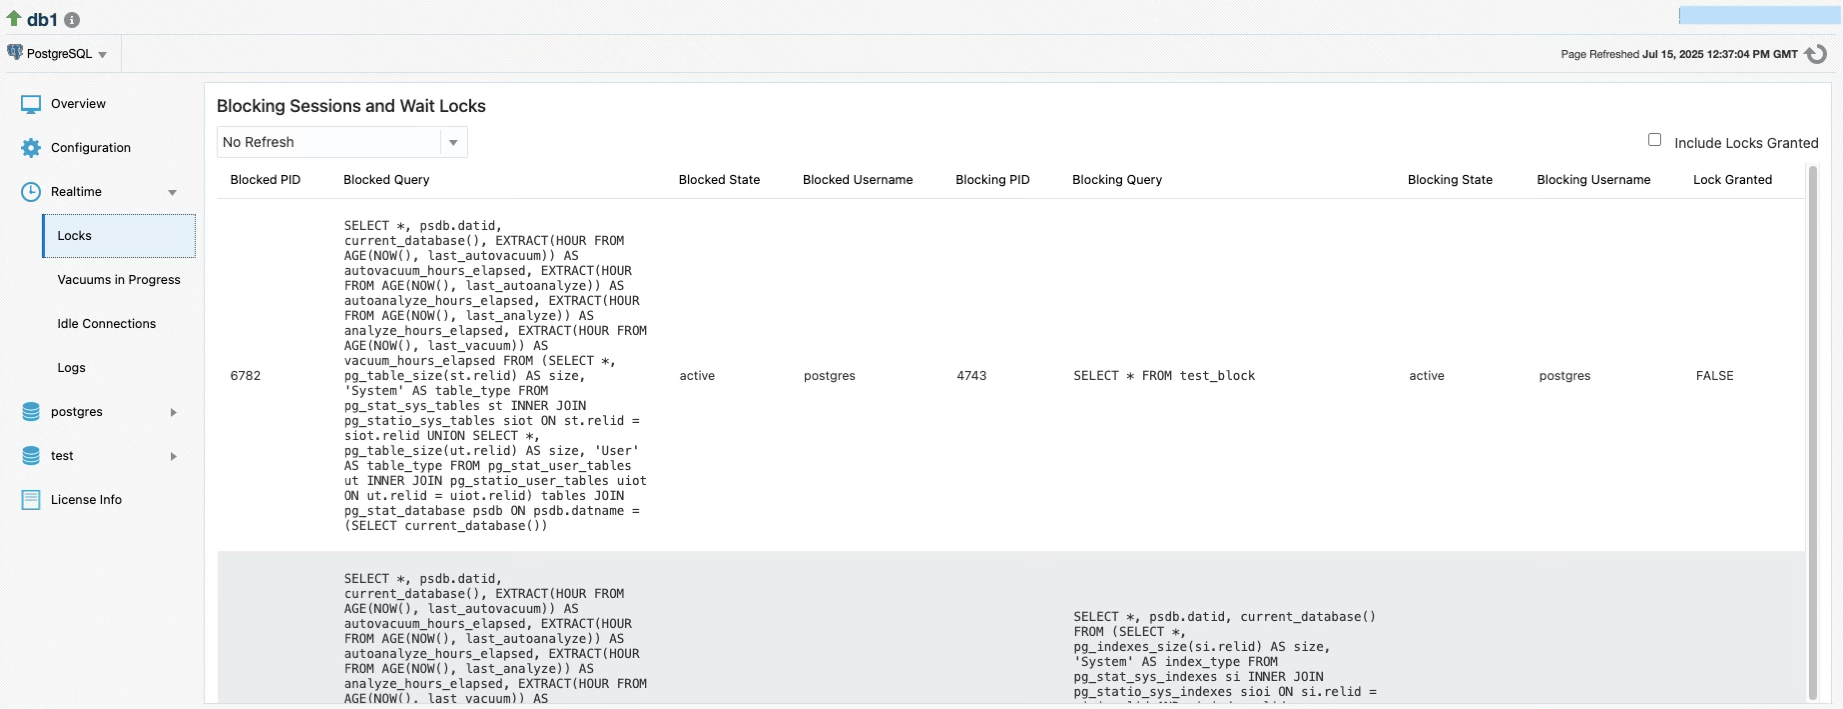 db1
PostgreSQL
Page Refreshed Jul 15, 2025 12:37:04 PM GMT
Overview
Configuration
Realtime
Locks
Vacuums in Progress
Idle Connections
Logs
postgres
test
License Info
Blocking Sessions and Wait Locks
No Refresh
Include Locks Granted
Blocked PID Blocked Query Blocked State Blocked Username Blocking PID Blocking Query Blocking State Blocking Username Lock Granted
6782
SELECT *, psdb.datid,
current_database(), EXTRACT(HOUR FROM
AGE(NOW(), last_autovacuum)) AS
autovacuum_hours_elapsed, EXTRACT(HOUR
FROM AGE(NOW(), last_autoanalyze)) AS
autoanalyze_hours_elapsed, EXTRACT(HOUR
FROM AGE(NOW(), last_analyze)) AS
analyze_hours_elapsed, EXTRACT(HOUR FROM
AGE(NOW(), last_vacuum)) AS
vacuum_hours_elapsed FROM (SELECT *,
pg_table_size(st.relid) AS size,
'System' AS table_type FROM
pg_stat_sys_tables st INNER JOIN
pg_statio_sys_tables siot ON st.relid =
siot.relid UNION SELECT *,
pg_table_size(ut.relid) AS size, 'User'
AS table_type FROM pg_stat_user_tables
ut INNER JOIN pg_statio_user_tables uiot
ON ut.relid = uiot.relid) tables JOIN
pg_stat_database psdb ON psdb.datname =
(SELECT current_database())
active
postgres
4743
SELECT * FROM test_block
active
postgres
FALSE
SELECT *, psdb.datid,
current_database(), EXTRACT(HOUR FROM
AGE(NOW(), last_autovacuum)) AS
autovacuum_hours_elapsed, EXTRACT(HOUR
FROM AGE(NOW(), last_autoanalyze)) AS
autoanalyze_hours_elapsed, EXTRACT(HOUR
FROM AGE(NOW(), last_analyze)) AS
analyze_hours_elapsed, EXTRACT(HOUR FROM
AGE(NOW(), last_vacuum)) AS
SELECT *, psdb.datid, current_database()
FROM (SELECT *,
pg_indexes_size(si.relid) AS size,
'System' AS index_type FROM
pg_stat_sys_indexes si INNER JOIN
pg_statio_sys_indexes sioi ON si.relid =